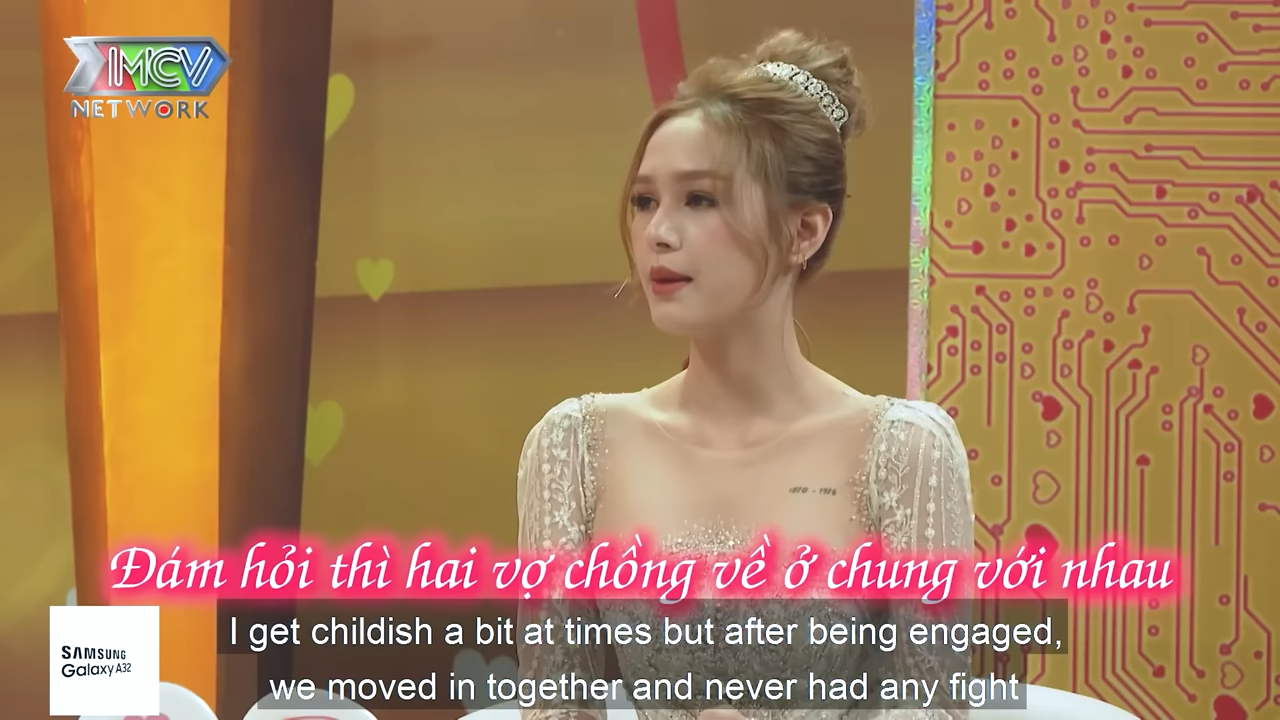 MCV
NETWORK
Đám hỏi thì hai vợ chồng về ở chung với nhau
SAMSUNG
Galaxy A32
I get childish a bit at times but after being engaged,
we moved in together and never had any fight